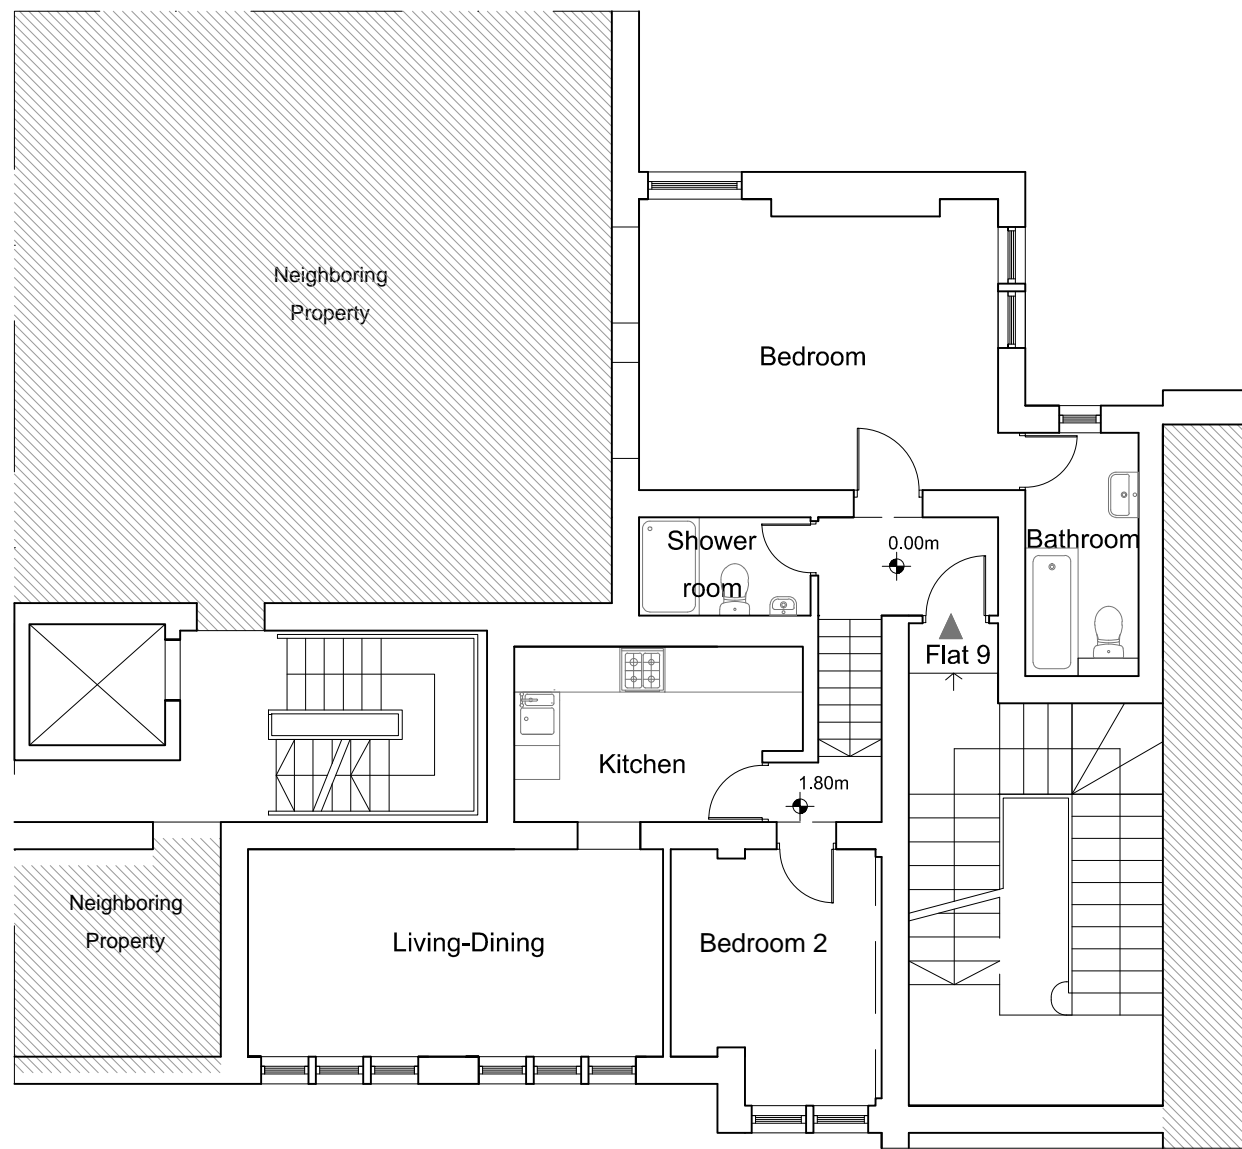 Neighboring
Property
Bedroom
Shower
room
0.00m
Bathroom
Flat 9
Kitchen
1.80m
Neighboring
Property
Living-Dining
Bedroom 2